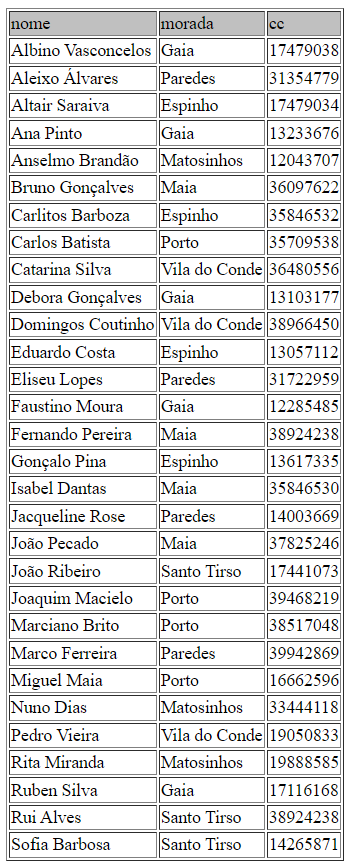 nome morada cc
Albino Vasconcelos Gaia 17479038
Aleixo Álvares Paredes 31354779
Altair Saraiva Espinho 17479034
Ana Pinto Gaia 13233676
Anselmo Brandão Matosinhos 12043707
Bruno Gonçalves Maia 36097622
Carlitos Barboza Espinho 35846532
Carlos Batista Porto 35709538
Catarina Silva Vila do Conde 36480556
Debora Gonçalves Gaia 13103177
Domingos Coutinho Vila do Conde 38966450
Eduardo Costa Espinho 13057112
Eliseu Lopes Paredes 31722959
Faustino Moura Gaia 12285485
Fernando Pereira Maia 38924238
Gonçalo Pina Espinho 13617335
Isabel Dantas Maia 35846530
Jacqueline Rose Paredes 14003669
João Pecado Maia 37825246
João Ribeiro Santo Tirso 17441073
Joaquim Macielo Porto 39468219
Marciano Brito Porto 38517048
Marco Ferreira Paredes 39942869
Miguel Maia Porto 16662596
Nuno Dias Matosinhos 33444118
Pedro Vieira Vila do Conde 19050833
Rita Miranda Matosinhos 19888585
Ruben Silva Gaia 17116168
Rui Alves Santo Tirso 38924238
Sofia Barbosa Santo Tirso 14265871